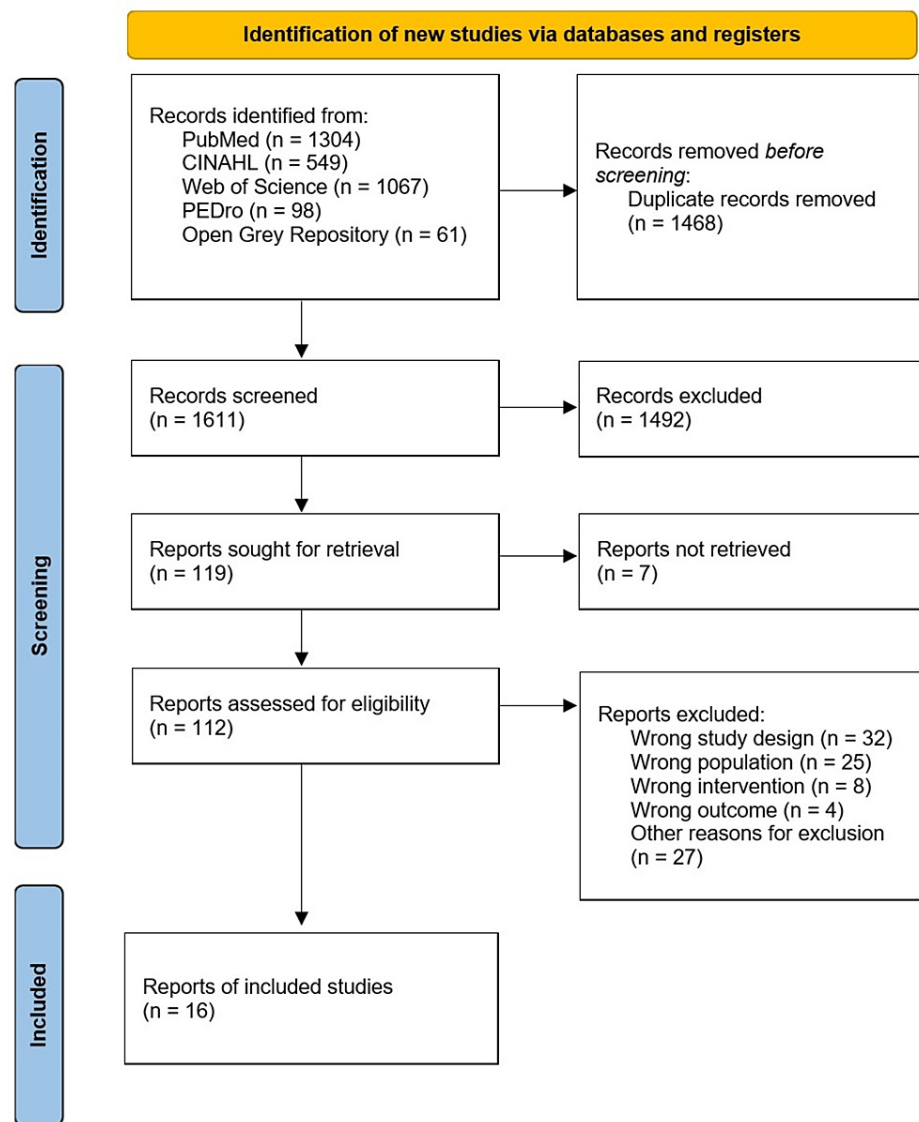 Identification of new studies via databases and registers
Identification
Records identified from:
PubMed (n = 1304)
CINAHL (n = 549)
Web of Science (n = 1067)
PEDro (n = 98)
Open Grey Repository (n = 61)
Records removed before
screening:
Duplicate records removed
(n = 1468)
Screening
Records screened
(n = 1611)
Records excluded
(n = 1492)
Reports sought for retrieval
(n = 119)
Reports not retrieved
(n = 7)
Reports assessed for eligibility
(n = 112)
Reports excluded:
Wrong study design (n = 32)
Wrong population (n = 25)
Wrong intervention (n = 8)
Wrong outcome (n = 4)
Other reasons for exclusion
(n = 27)
Included
Reports of included studies
(n = 16)